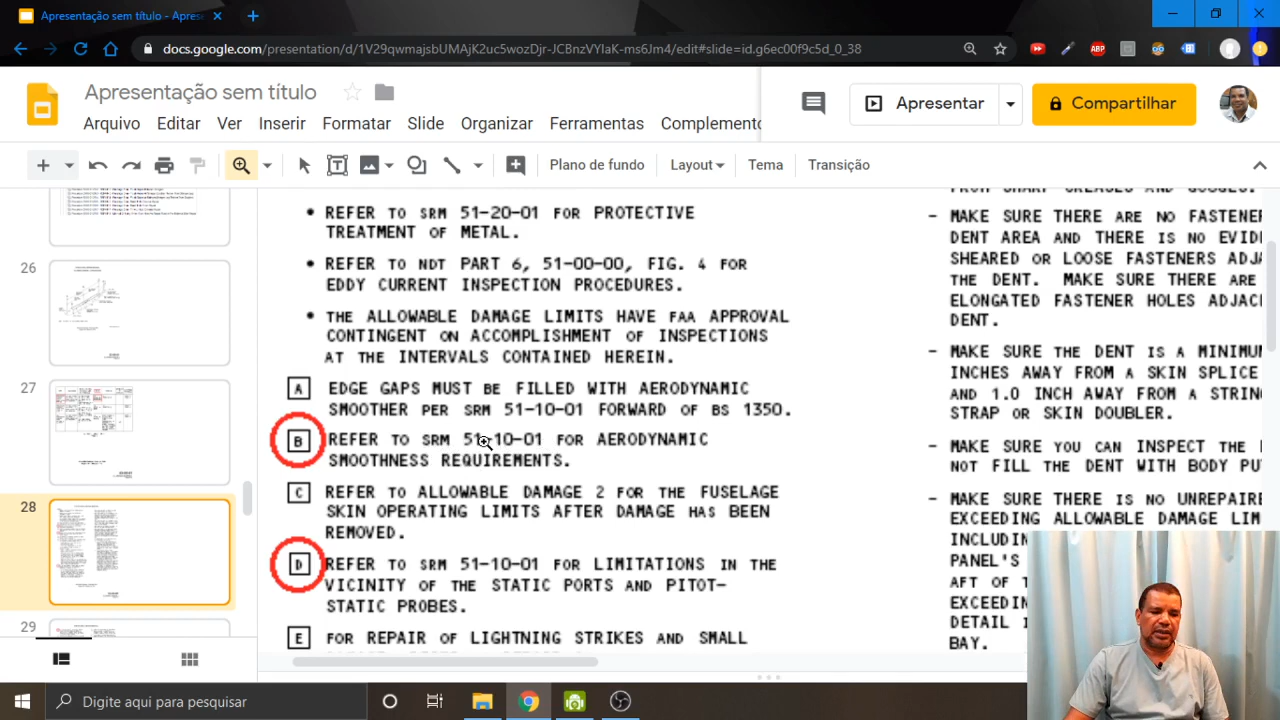 Apresentação sem título - Aprese
docs.google.com/presentation/d/1V29qwmajsbUMAjK2uc5wozDjr-JCBnzVYlaK-ms6Jm4/edit#slide=id.g6ec00f9c5d_0_38
ABP
Apresentação sem título
Apresentar
Compartilhar
Arquivo Editar Ver Inserir Formatar Slide Organizar Ferramentas Complemento
Plano de fundo Layout Tema Transição
26
27
28
29
• REFER TO SRM 51-20-01 FOR PROTECTIVE
TREATMENT OF METAL.
• REFER TO NDT PART 6, 51-00-00, FIG. 4 FOR
EDDY CURRENT INSPECTION PROCEDURES.
• THE ALLOWABLE DAMAGE LIMITS HAVE FAA APPROVAL
CONTINGENT ON ACCOMPLISHMENT OF INSPECTIONS
AT THE INTERVALS CONTAINED HEREIN.
A EDGE GAPS MUST BE FILLED WITH AERODYNAMIC
SMOOTHER PER SRM 51-10-01 FORWARD OF BS 1350.
B REFER TO SRM 51-10-01 FOR AERODYNAMIC
SMOOTHNESS REQUIREMENTS.
C REFER TO ALLOWABLE DAMAGE 2 FOR THE FUSELAGE
SKIN OPERATING LIMITS AFTER DAMAGE HAS BEEN
REMOVED.
D REFER TO SRM 51-10-01 FOR LIMITATIONS IN THE
VICINITY OF THE STATIC PORTS AND PITOT-
STATIC PROBES.
E FOR REPAIR OF LIGHTNING STRIKES AND SMALL
- MAKE SURE THERE ARE NO FASTENER
DENT AREA AND THERE IS NO EVID
SHEARED OR LOOSE FASTENERS ADJA
THE DENT. MAKE SURE THERE ARE
ELONGATED FASTENER HOLES ADJAC
DENT.
- MAKE SURE THE DENT IS A MINIMUM
INCHES AWAY FROM A SKIN SPLICE
AND 1.0 INCH AWAY FROM A STRIN
STRAP OR SKIN DOUBLER.
- MAKE SURE YOU CAN INSPECT THE
NOT FILL THE DENT WITH BODY PU
- MAKE SURE THERE IS NO UNREPAIRE
EXCEEDING ALLOWABLE DAMAGE LIM
INCLUDIN
PANEL'S
AFT OF T
EXCEEDIN
DETAIL I
BAY.
Digite aqui para pesquisar